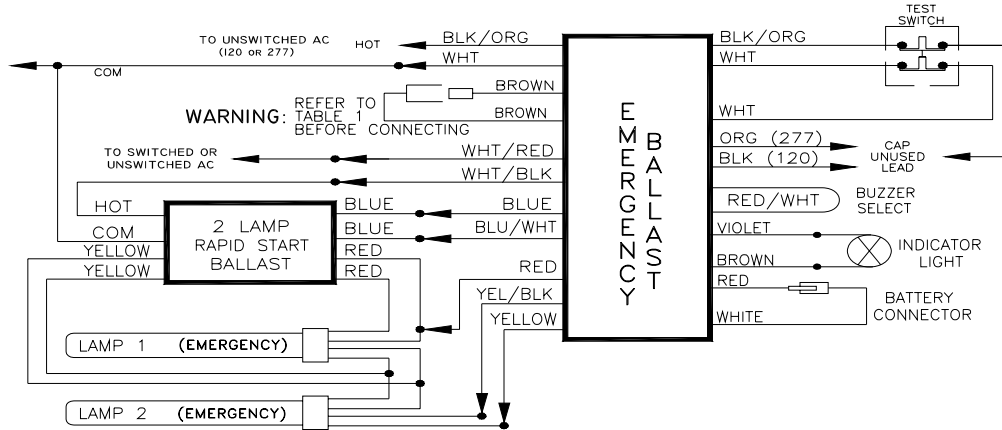 TEST
SWITCH
TO UNSWITCHED AC
(120 OR 277)
HOT
BLK/ORG
BLK/ORG
COM
WHT
WHT
BROWN
WARNING:
REFER TO
TABLE 1
BEFORE CONNECTING
BROWN
WHT
EMERGENCY
BALLAST
ORG (277)
BLK (120)
CAP
UNUSED
LEAD
TO SWITCHED OR
UNSWITCHED AC
WHT/RED
WHT/BLK
RED/WHT
BUZZER
SELECT
HOT
COM
YELLOW
YELLOW
2 LAMP
RAPID START
BALLAST
BLUE
BLUE
RED
RED
BLUE
BLU/WHT
RED
YEL/BLK
YELLOW
VIOLET
BROWN
INDICATOR
LIGHT
RED
WHITE
BATTERY
CONNECTOR
LAMP 1 (EMERGENCY)
LAMP 2 (EMERGENCY)